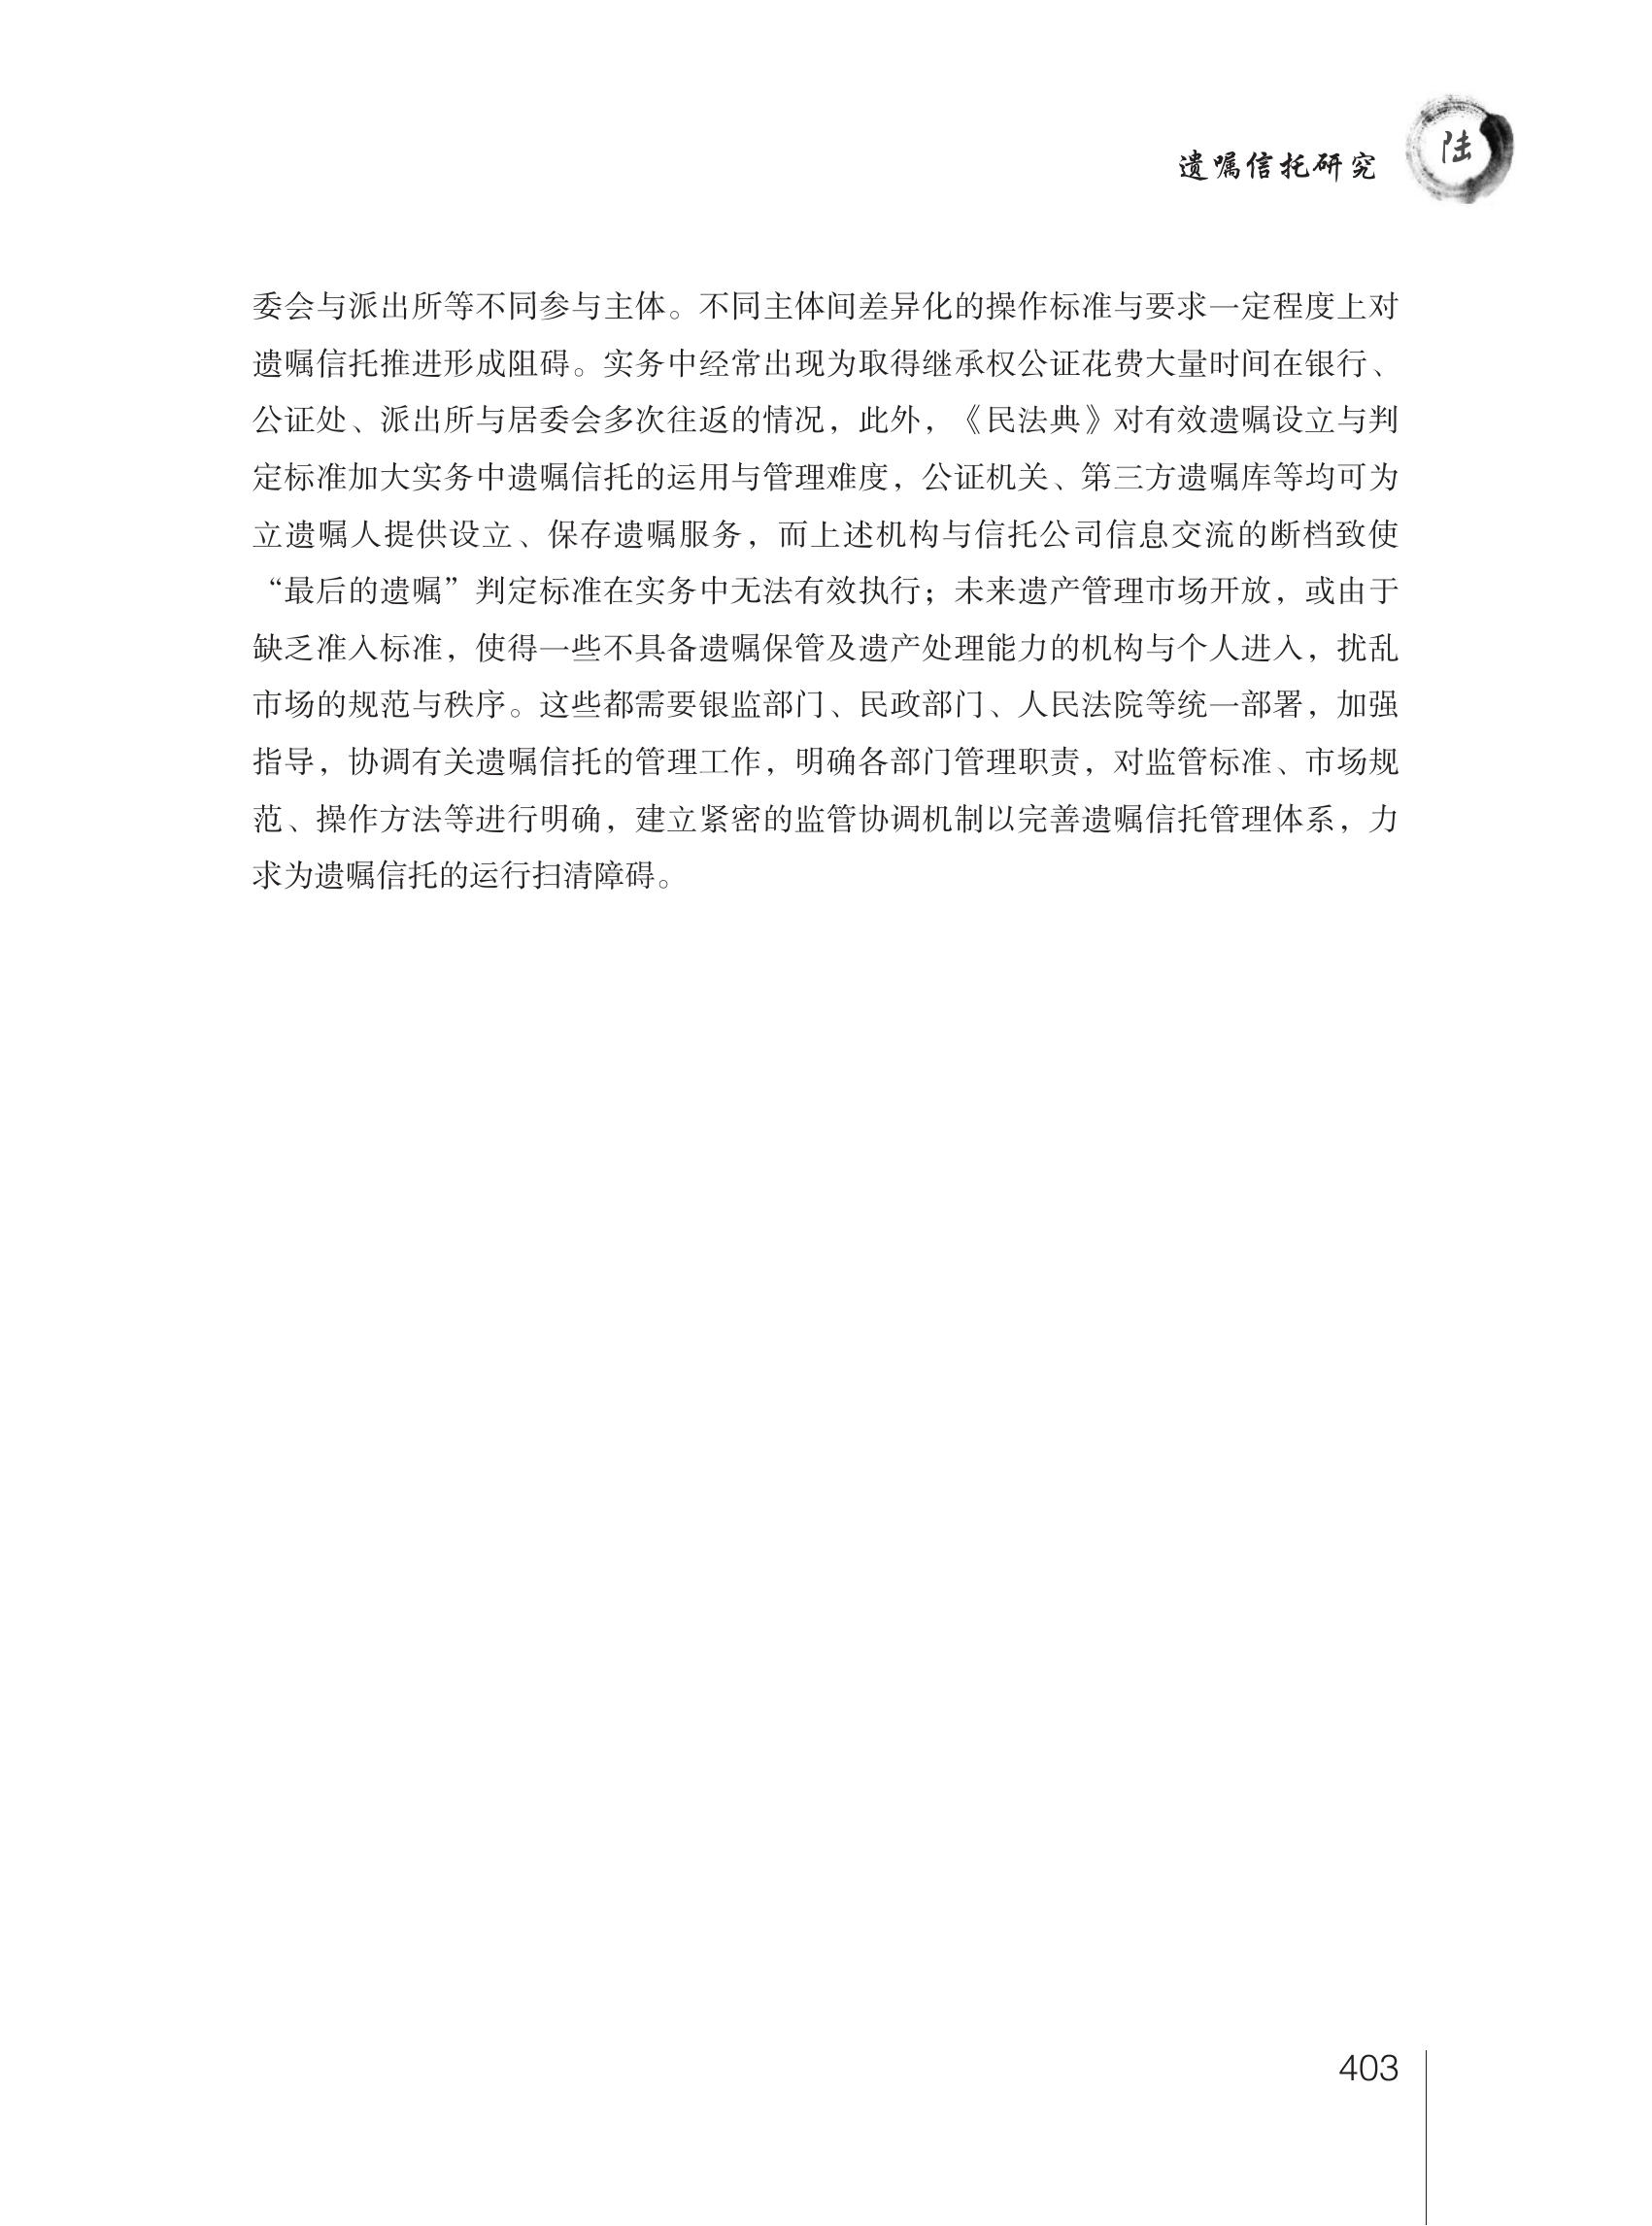 遗嘱信托研究
陆
委会与派出所等不同参与主体。不同主体间差异化的操作标准与要求一定程度上对
遗嘱信托推进形成阻碍。实务中经常出现为取得继承权公证花费大量时间在银行、
公证处、派出所与居委会多次往返的情况，此外，《民法典》对有效遗嘱设立与判
定标准加大实务中遗嘱信托的运用与管理难度，公证机关、第三方遗嘱库等均可为
立遗嘱人提供设立、保存遗嘱服务，而上述机构与信托公司信息交流的断档致使
“最后的遗嘱”判定标准在实务中无法有效执行；未来遗产管理市场开放，或由于
缺乏准入标准，使得一些不具备遗嘱保管及遗产处理能力的机构与个人进入，扰乱
市场的规范与秩序。这些都需要银监部门、民政部门、人民法院等统一部署，加强
指导，协调有关遗嘱信托的管理工作，明确各部门管理职责，对监管标准、市场规
范、操作方法等进行明确，建立紧密的监管协调机制以完善遗嘱信托管理体系，力
求为遗嘱信托的运行扫清障碍。
403